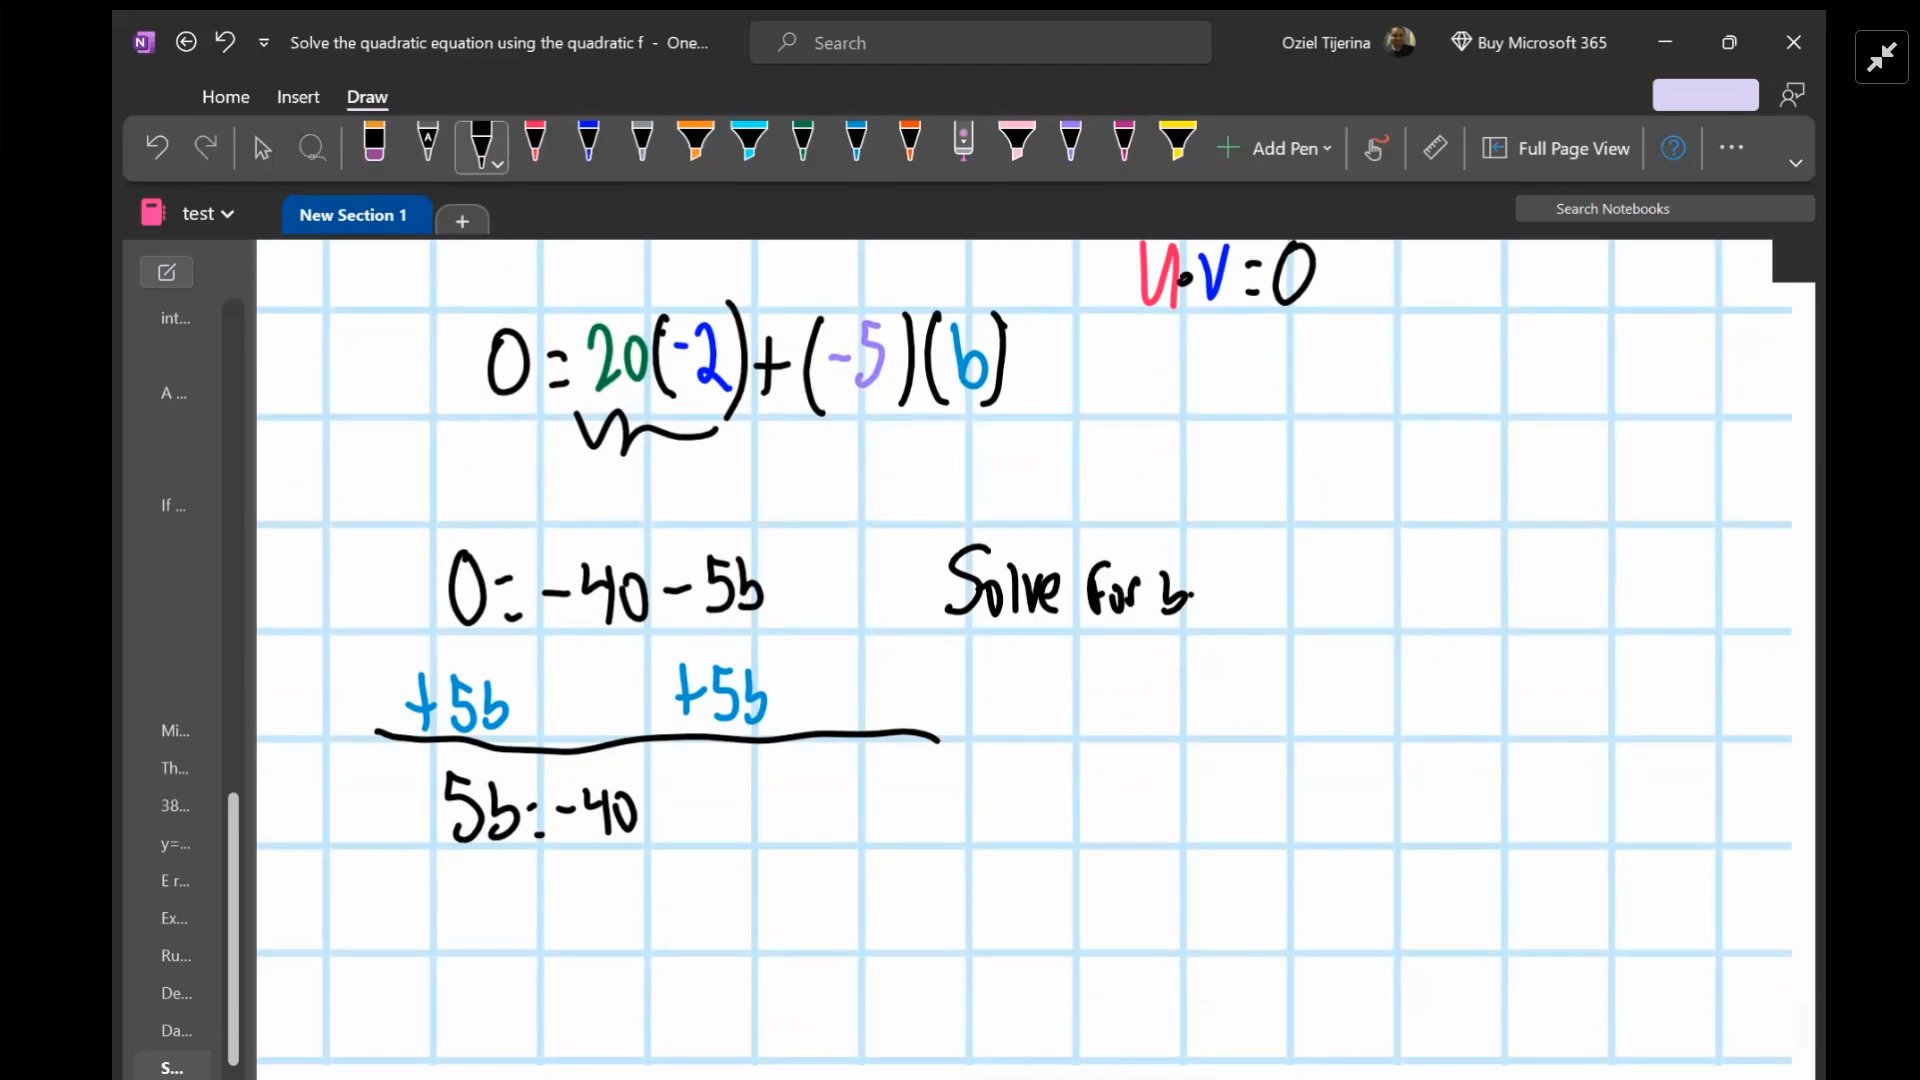 Solve the quadratic equation using the quadratic f - One...
Search
Oziel Tijerina
Buy Microsoft 365
Home Insert Draw
Add Pen
Full Page View
test
New Section 1
+
Search Notebooks
int...
A ...
If ...
Mi...
Th...
38...
y=...
E r...
Ex...
Ru...
De...
Da...
S...
U·V=0
0=20(-2)+(-5)(b)
0=-40-5b
Solve for b.
+5b +5b
5b=-40